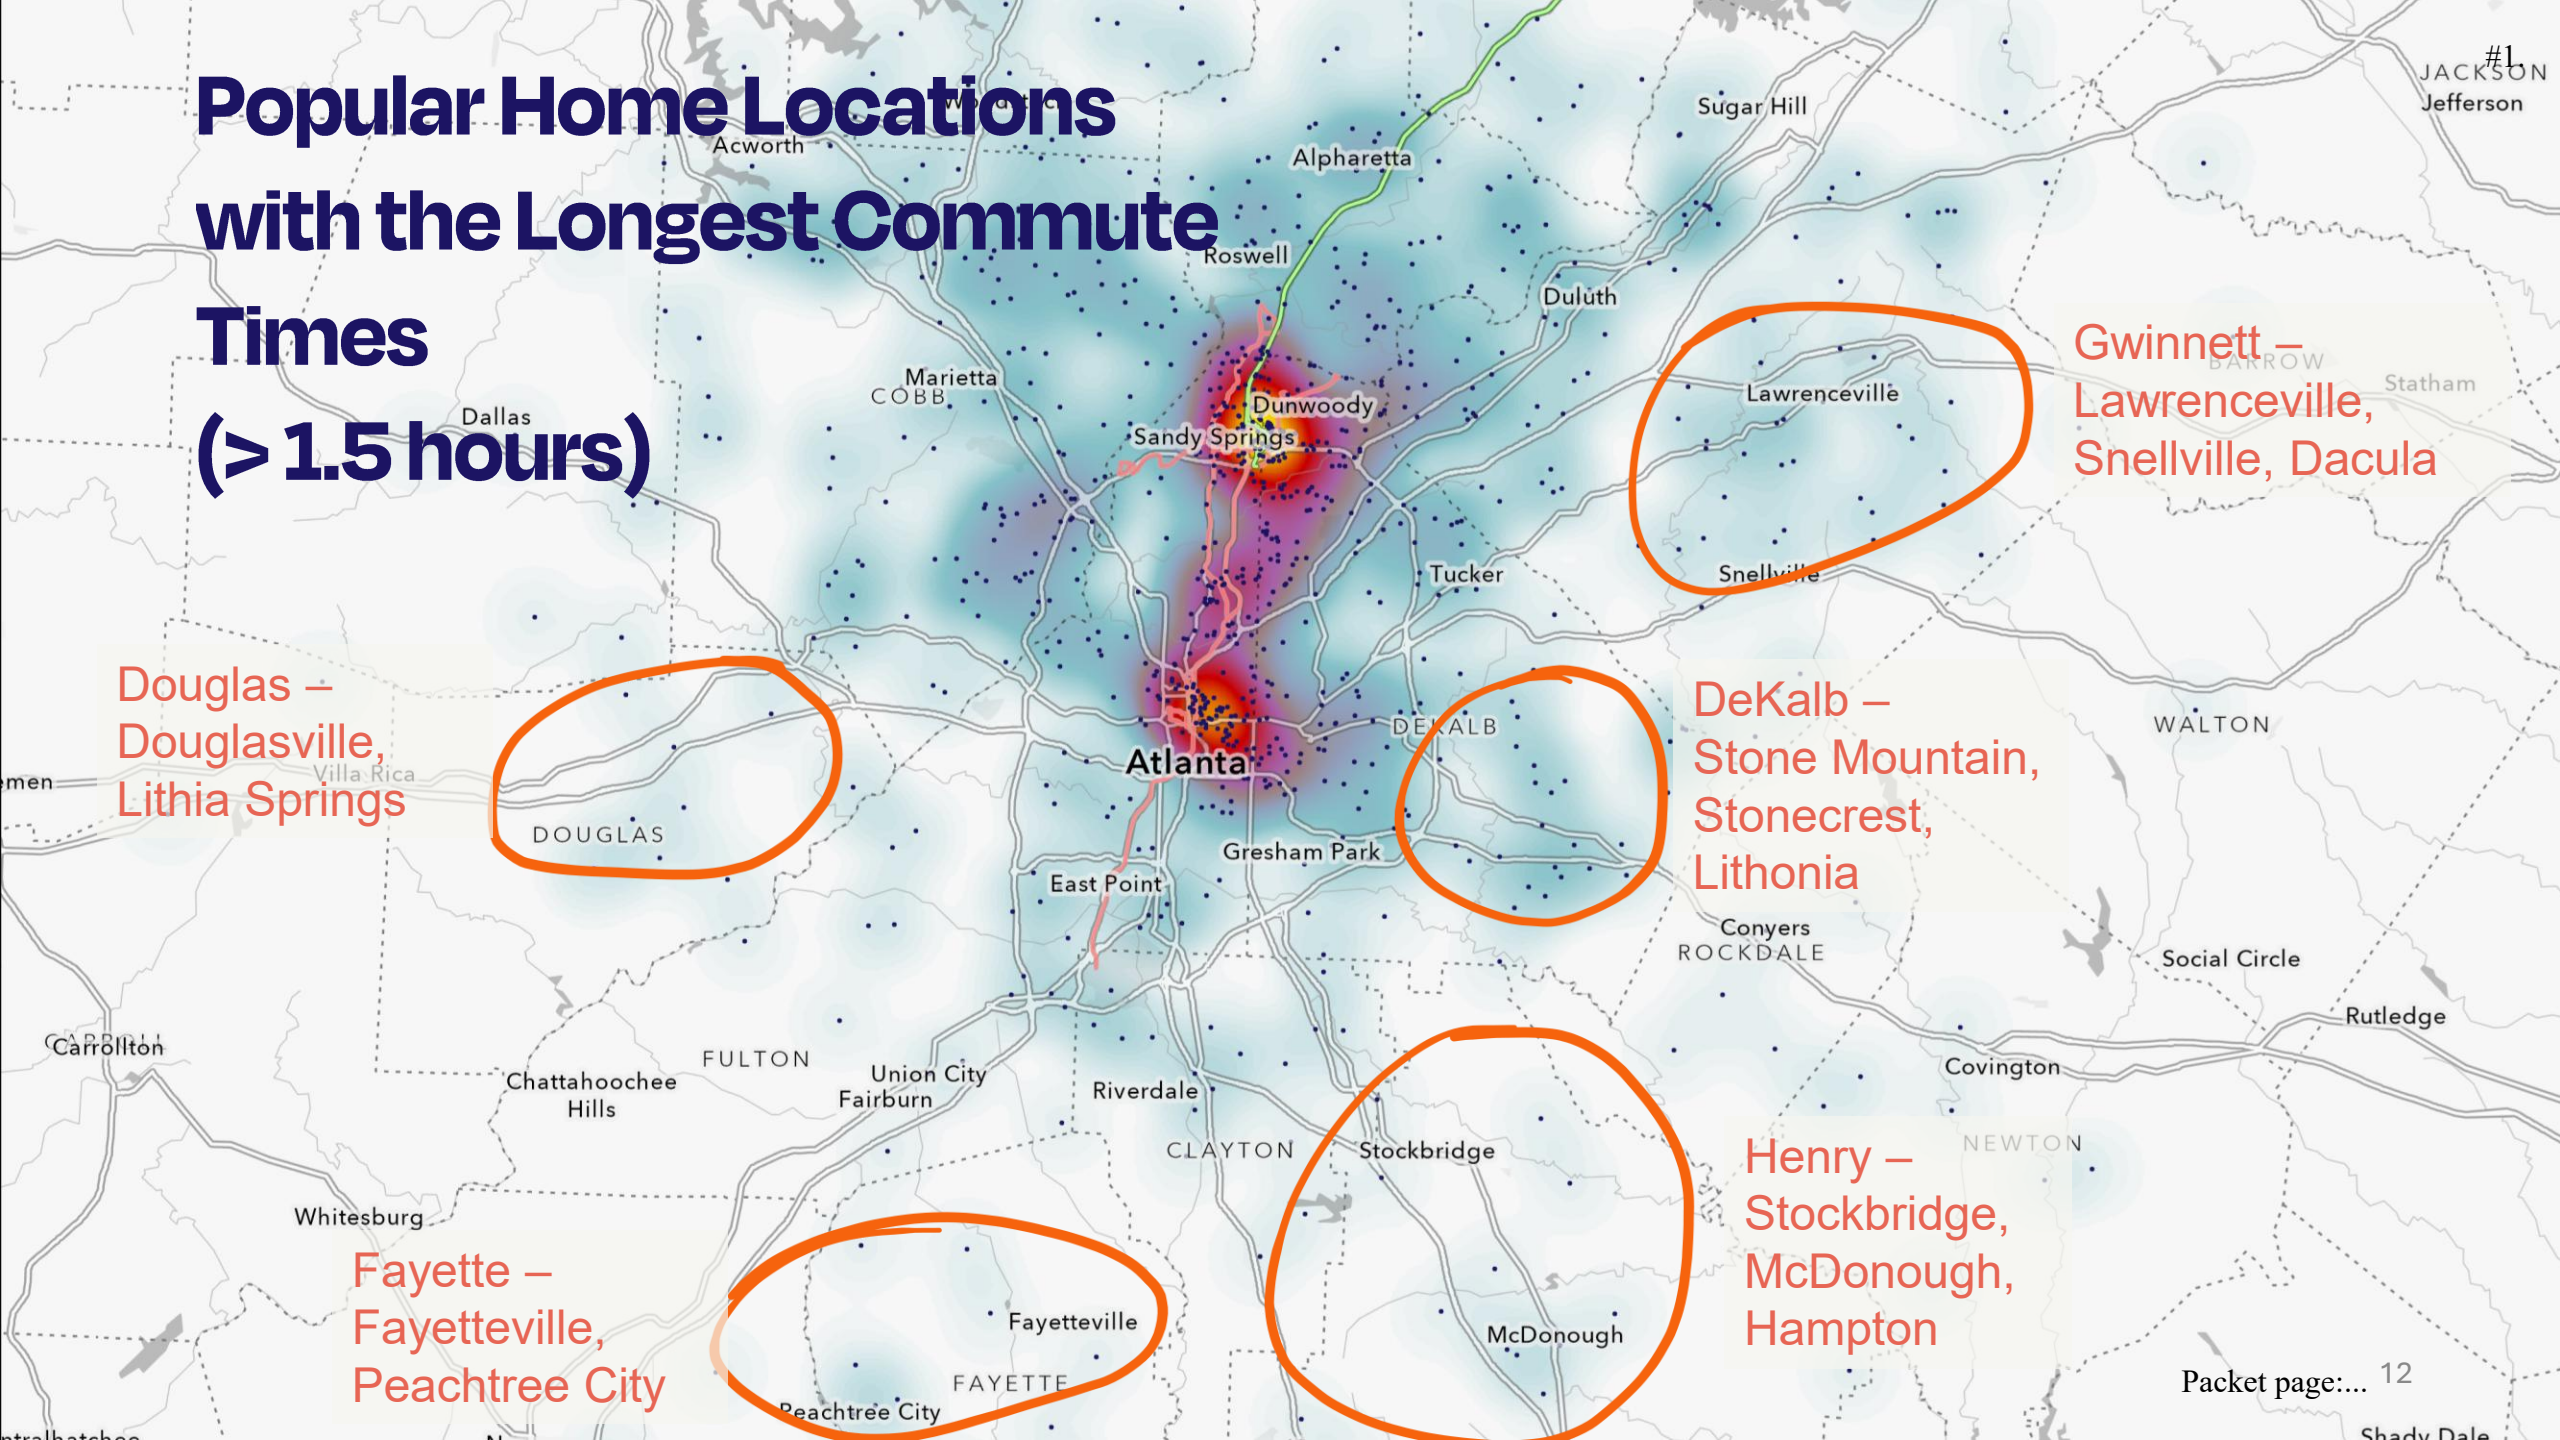 #1.
JACKSON
Jefferson
Popular Home Locations
with the Longest Commute
Times
(> 1.5 hours)
Acworth
Sugar Hill
Alpharetta
Roswell
Duluth
Marietta
COBB
Dallas
Dunwoody
Sandy Springs
Lawrenceville
Gwinnett –
Lawrenceville,
Snellville, Dacula
BARROW
Statham
Tucker
Snellville
Douglas –
Douglasville,
Lithia Springs
Villa Rica
DOUGLAS
Atlanta
DEKALB
DeKalb –
Stone Mountain,
Stonecrest,
Lithonia
WALTON
Gresham Park
East Point
Conyers
ROCKDALE
Social Circle
Rutledge
Carrollton
FULTON
Chattahoochee
Hills
Union City
Fairburn
Riverdale
Covington
CLAYTON
Stockbridge
NEWTON
Henry –
Stockbridge,
McDonough,
Hampton
Whitesburg
Fayette –
Fayetteville,
Peachtree City
Fayetteville
FAYETTE
Peachtree City
McDonough
Packet page:... 12
Shady Dale